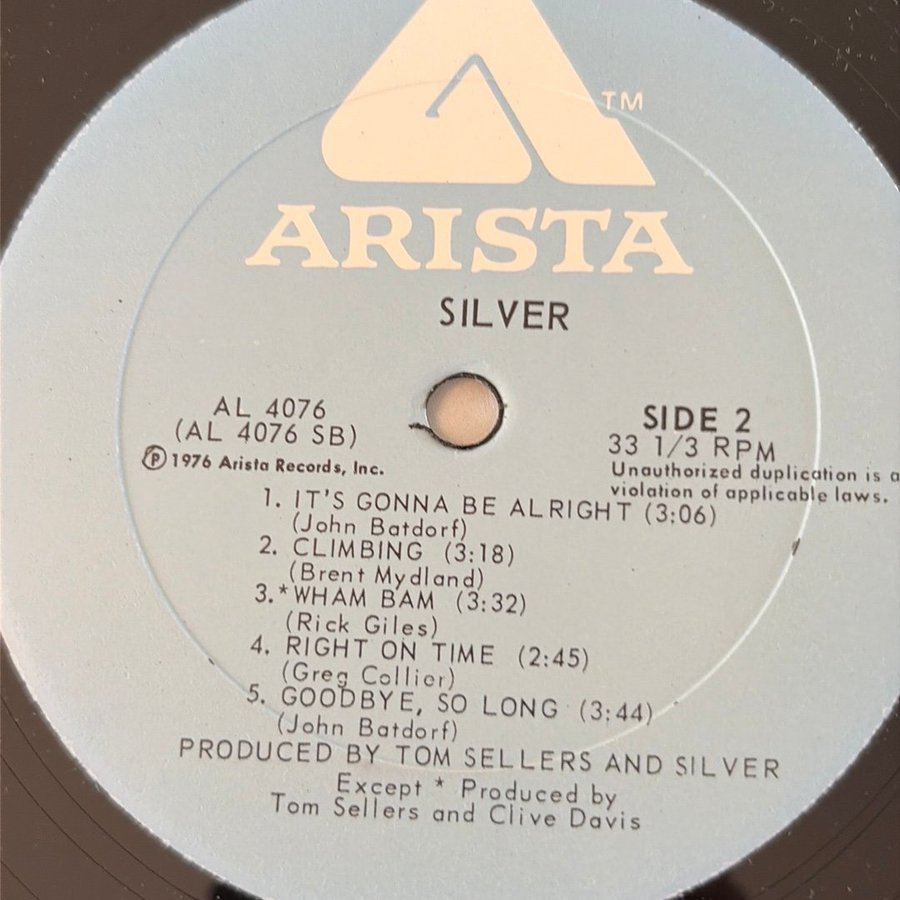 TM
ARISTA
SILVER
AL 4076
(AL 4076 SB)
Ⓟ 1976 Arista Records, Inc.
SIDE 2
33 1/3 RPM
Unauthorized duplication is a
violation of applicable laws.
1. IT'S GONNA BE ALRIGHT (3:06)
(John Batdorf)
2. CLIMBING (3:18)
(Brent Mydland)
3.*WHAM BAM (3:32)
(Rick Giles)
4. RIGHT ON TIME (2:45)
(Greg Collier)
5. GOODBYE, SO LONG (3:44)
(John Batdorf)
PRODUCED BY TOM SELLERS AND SILVER
Except * Produced by
Tom Sellers and Clive Davis